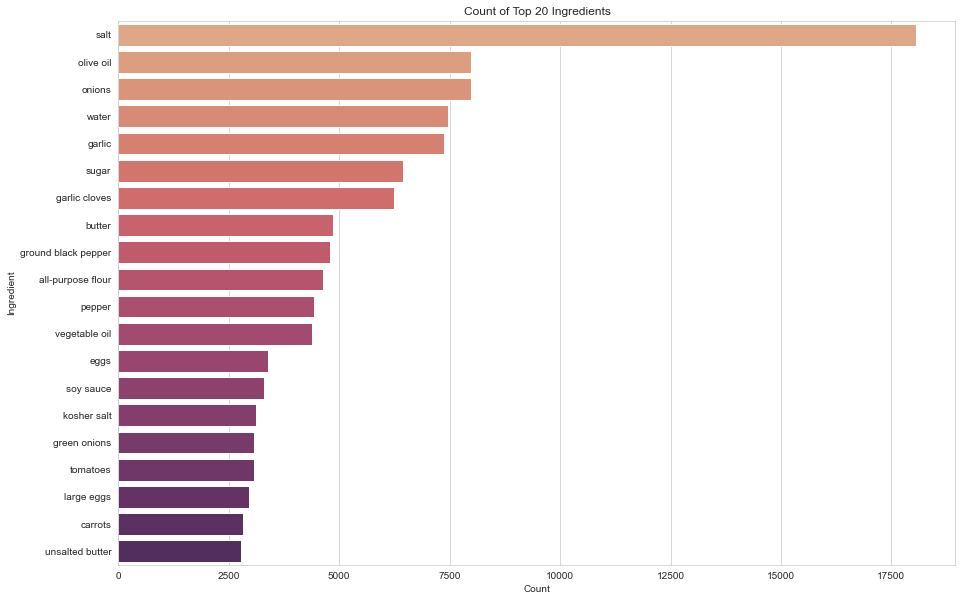 Count of Top 20 Ingredients
salt
olive oil
onions
water
garlic
sugar
garlic cloves
butter
ground black pepper
all-purpose flour
pepper
vegetable oil
eggs
soy sauce
kosher salt
green onions
tomatoes
large eggs
carrots
unsalted butter
Ingredient
0 2500 5000 7500 10000 12500 15000 17500
Count